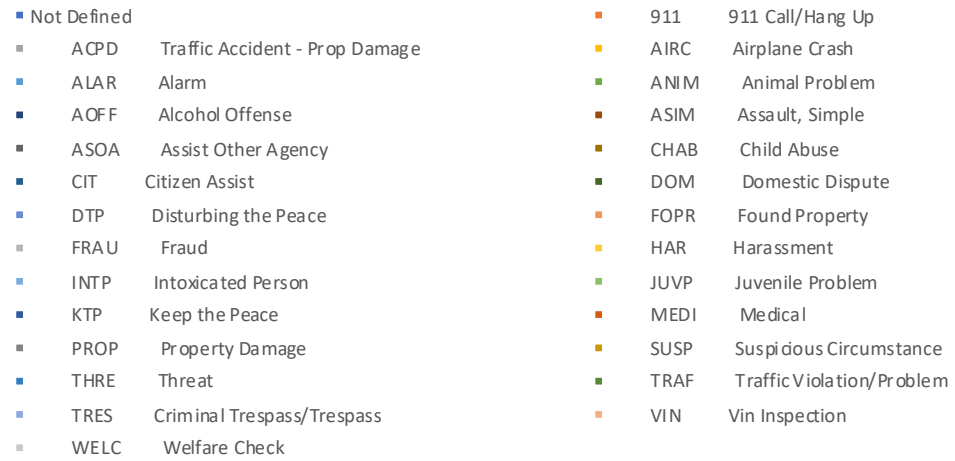 Not Defined
911 911 Call/Hang Up
ACPD Traffic Accident - Prop Damage
AIRC Airplane Crash
ALAR Alarm
ANIM Animal Problem
AOFF Alcohol Offense
ASIM Assault, Simple
ASOA Assist Other Agency
CHAB Child Abuse
CIT Citizen Assist
DOM Domestic Dispute
DTP Disturbing the Peace
FOPR Found Property
FRAU Fraud
HAR Harassment
INTP Intoxicated Person
JUVP Juvenile Problem
KTP Keep the Peace
MEDI Medical
PROP Property Damage
SUSP Suspicious Circumstance
THRE Threat
TRAF Traffic Violation/Problem
TRES Criminal Trespass/Trespass
VIN Vin Inspection
WELC Welfare Check